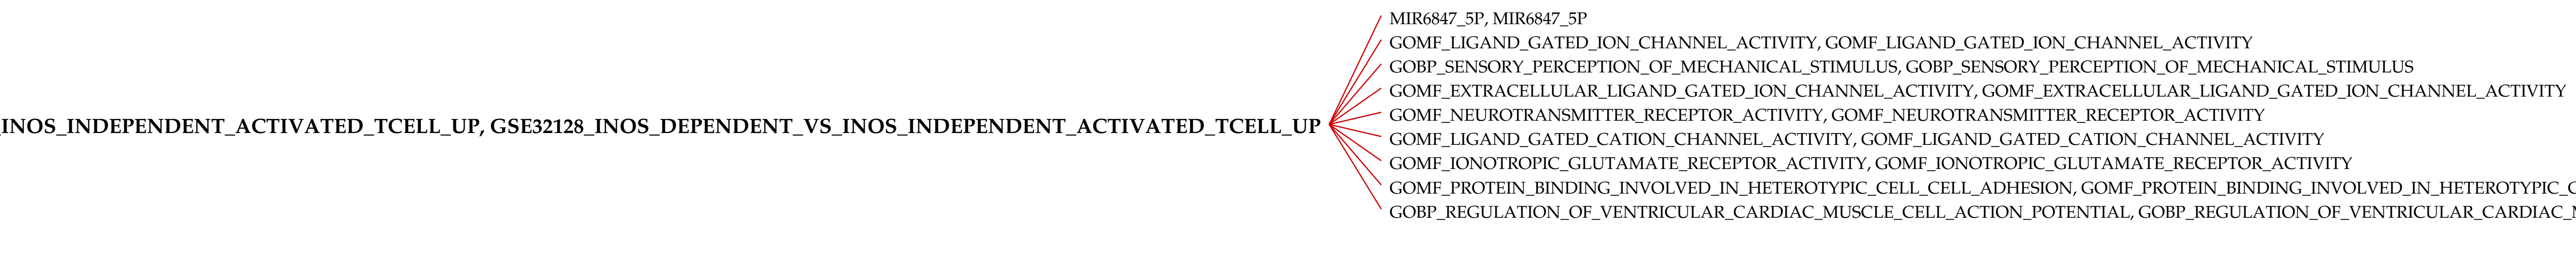 MIR6847_5P, MIR6847_5P
GOMF_LIGAND_GATED_ION_CHANNEL_ACTIVITY, GOMF_LIGAND_GATED_ION_CHANNEL_ACTIVITY
GOBP_SENSORY_PERCEPTION_OF_MECHANICAL_STIMULUS, GOBP_SENSORY_PERCEPTION_OF_MECHANICAL_STIMULUS
GOMF_EXTRACELLULAR_LIGAND_GATED_ION_CHANNEL_ACTIVITY, GOMF_EXTRACELLULAR_LIGAND_GATED_ION_CHANNEL_ACTIVITY
GOMF_NEUROTRANSMITTER_RECEPTOR_ACTIVITY, GOMF_NEUROTRANSMITTER_RECEPTOR_ACTIVITY
_INOS_INDEPENDENT_ACTIVATED_TCELL_UP, GSE32128_INOS_DEPENDENT_VS_INOS_INDEPENDENT_ACTIVATED_TCELL_UP
GOMF_LIGAND_GATED_CATION_CHANNEL_ACTIVITY, GOMF_LIGAND_GATED_CATION_CHANNEL_ACTIVITY
GOMF_IONOTROPIC_GLUTAMATE_RECEPTOR_ACTIVITY, GOMF_IONOTROPIC_GLUTAMATE_RECEPTOR_ACTIVITY
GOMF_PROTEIN_BINDING_INVOLVED_IN_HETEROTYPIC_CELL_CELL_ADHESION, GOMF_PROTEIN_BINDING_INVOLVED_IN_HETEROTYPIC_C
GOBP_REGULATION_OF_VENTRICULAR_CARDIAC_MUSCLE_CELL_ACTION_POTENTIAL, GOBP_REGULATION_OF_VENTRICULAR_CARDIAC_M